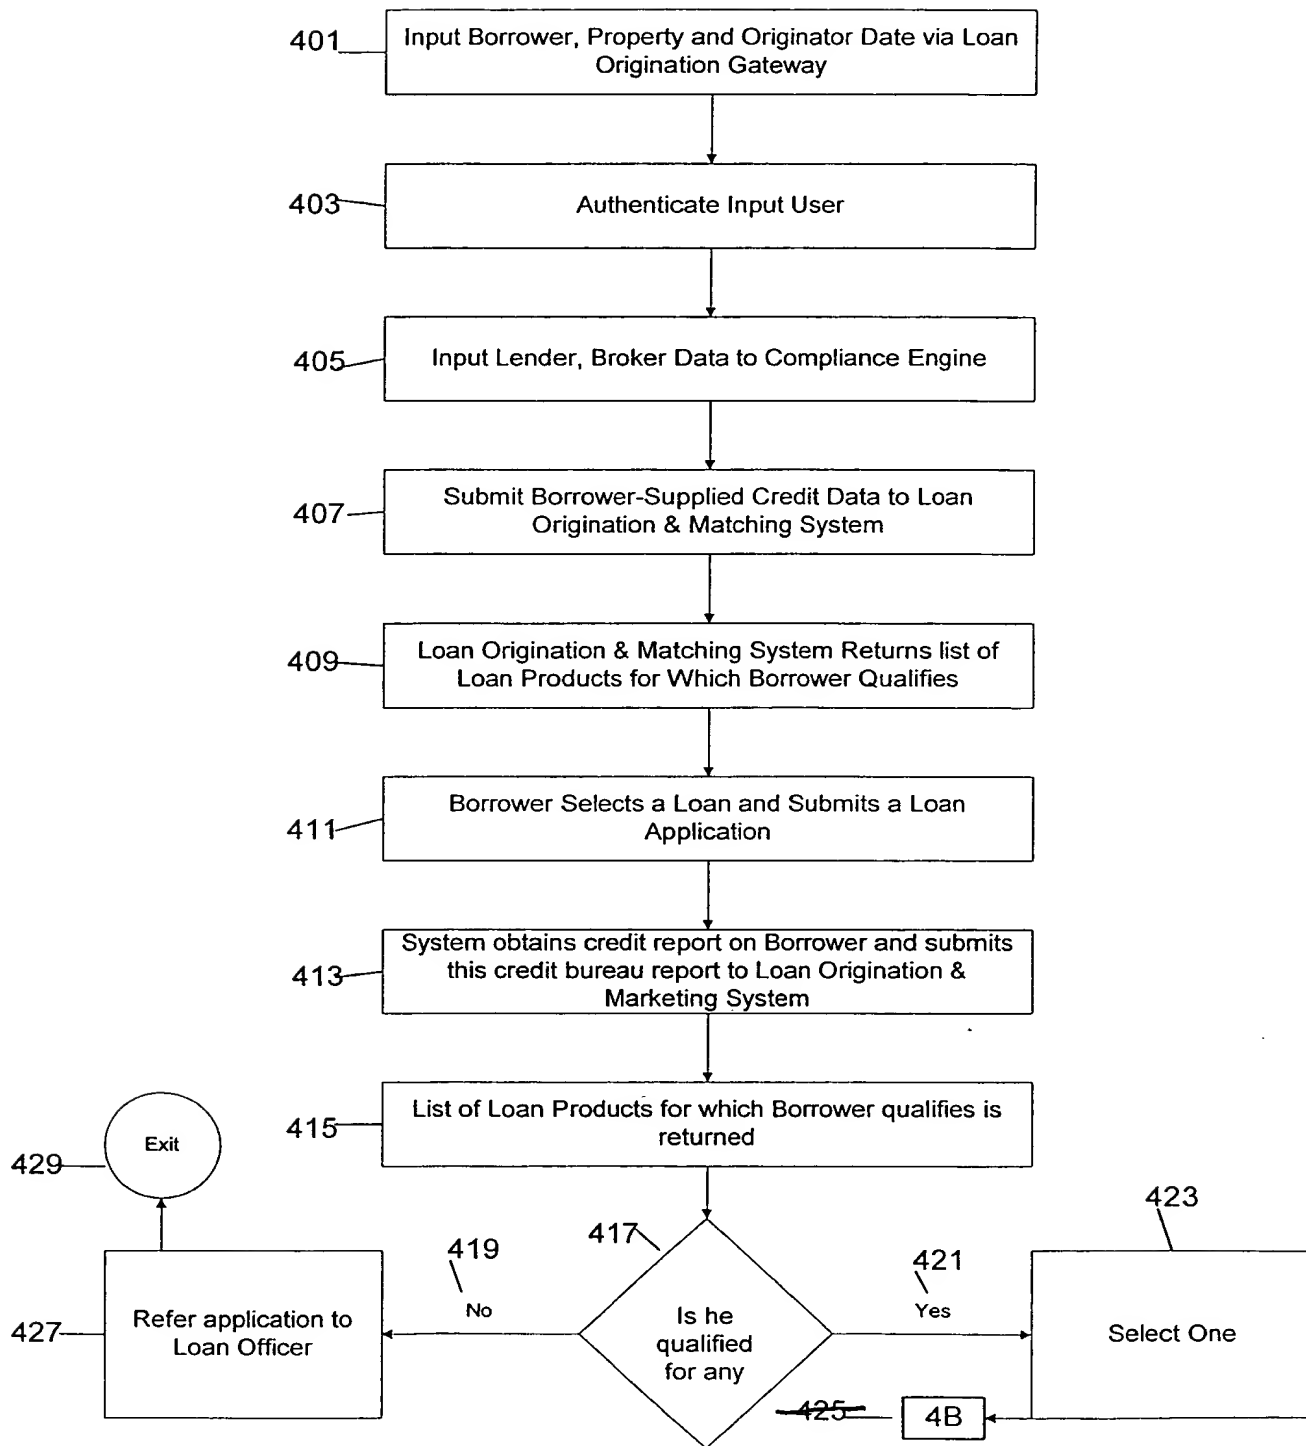 401
Input Borrower, Property and Originator Date via Loan
Origination Gateway
403
Authenticate Input User
405
Input Lender, Broker Data to Compliance Engine
407
Submit Borrower-Supplied Credit Data to Loan
Origination & Matching System
409
Loan Origination & Matching System Returns list of
Loan Products for Which Borrower Qualifies
411
Borrower Selects a Loan and Submits a Loan
Application
413
System obtains credit report on Borrower and submits
this credit bureau report to Loan Origination &
Marketing System
415
List of Loan Products for which Borrower qualifies is
returned
429
Exit
427
Refer application to
Loan Officer
419
No
417
Is he
qualified
for any
421
Yes
423
Select One
425
4B